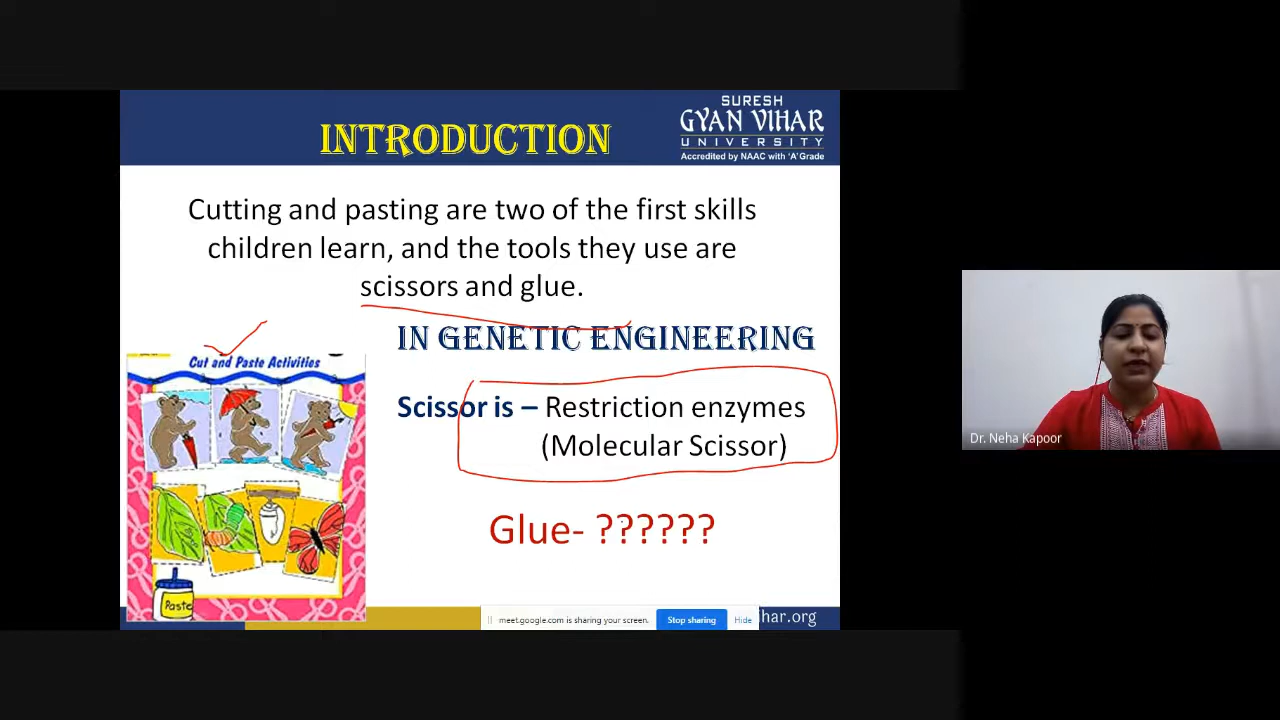 INTRODUCTION
SURESH
GYAN VIHAR
UNIVERSITY
Accredited by NAAC with 'A' Grade
Cutting and pasting are two of the first skills
children learn, and the tools they use are
scissors and glue.
IN GENETIC ENGINEERING
Cut and Paste Activities
Scissor is – Restriction enzymes
(Molecular Scissor)
Glue- ??????
Paste
meet.google.com is sharing your screen.
Stop sharing
Hide
ihar.org
Dr. Neha Kapoor